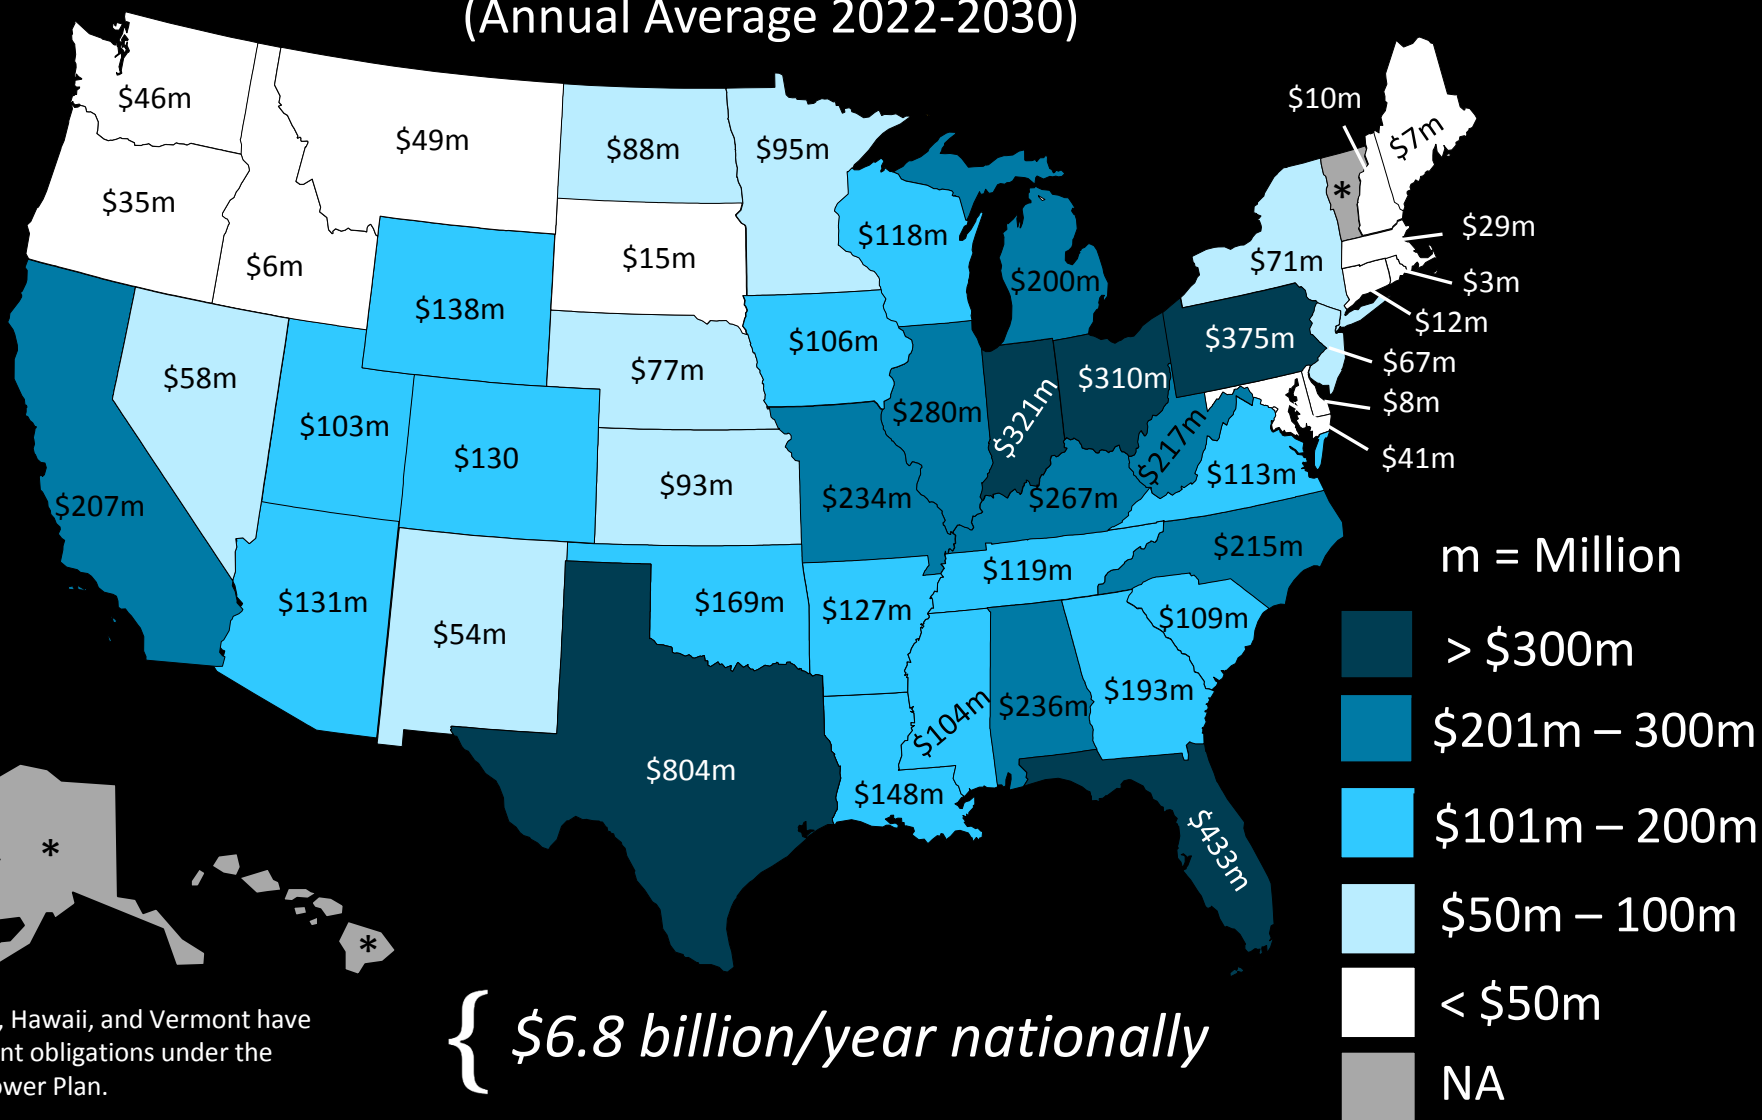 (Annual Average 2022-2030)
$46m
$49m
$88m
$95m
$10m
$7m
$35m
*
$118m
$29m
$6m
$15m
$71m
$200m
$3m
$138m
$12m
$106m
$375m
$67m
$58m
$77m
$310m
$8m
$103m
$280m
$321m
$217m
$130
$41m
$93m
$113m
$207m
$234m
$267m
$215m
m = Million
$131m
$169m
$127m
$119m
$109m
$54m
> $300m
$104m
$236m
$193m
$201m – 300m
$804m
$148m
$433m
$101m – 200m
*
*
$50m – 100m
< $50m
NA
, Hawaii, and Vermont have
obligations under the
Plan.
{ $6.8 billion/year nationally